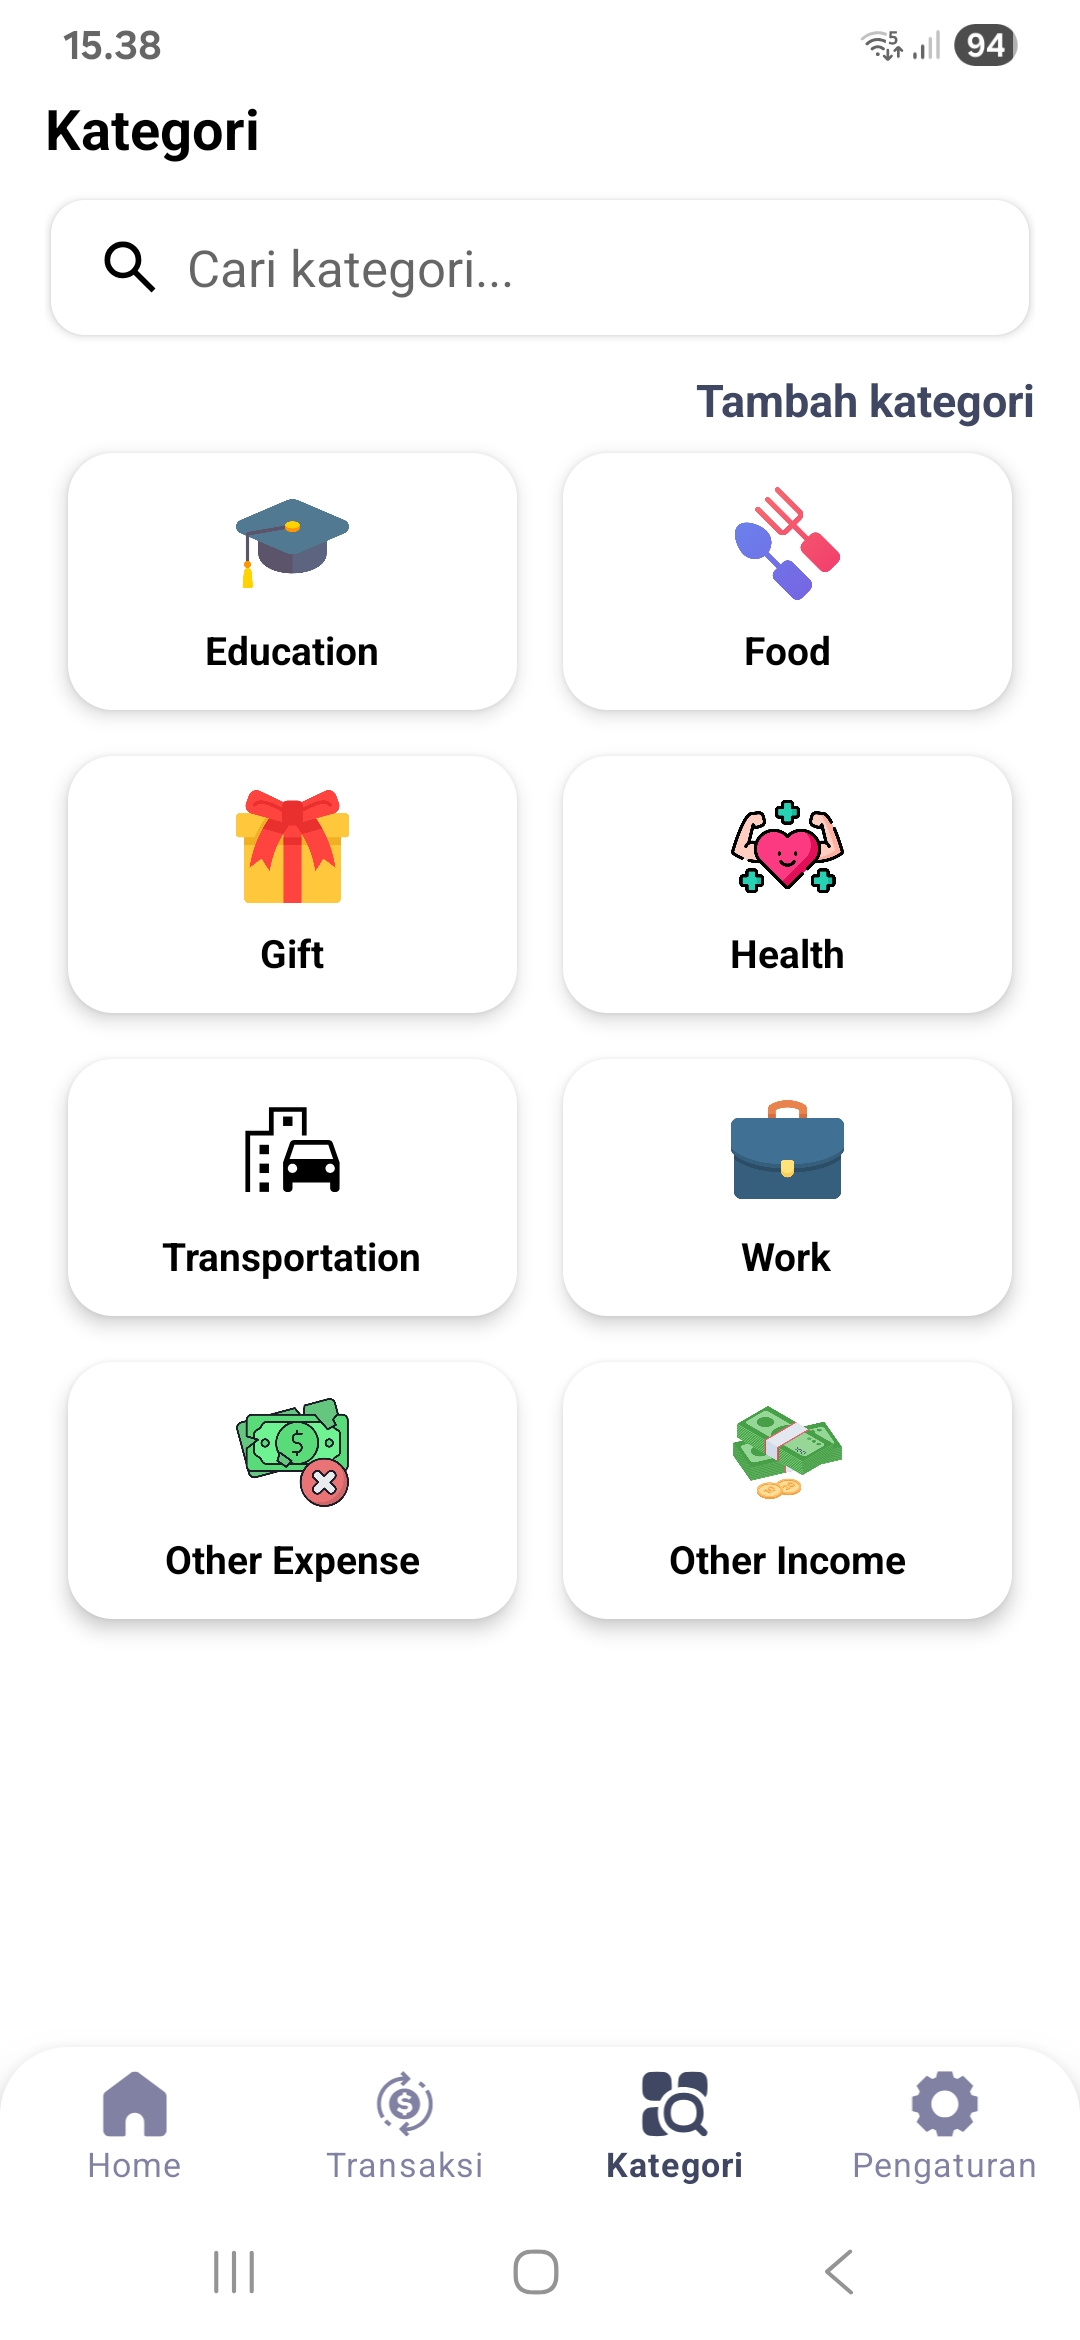 15.38
5
94
Kategori
Cari kategori...
Tambah kategori
Education
Food
Gift
Health
Transportation
Work
Other Expense
Other Income
Home
Transaksi
Kategori
Pengaturan